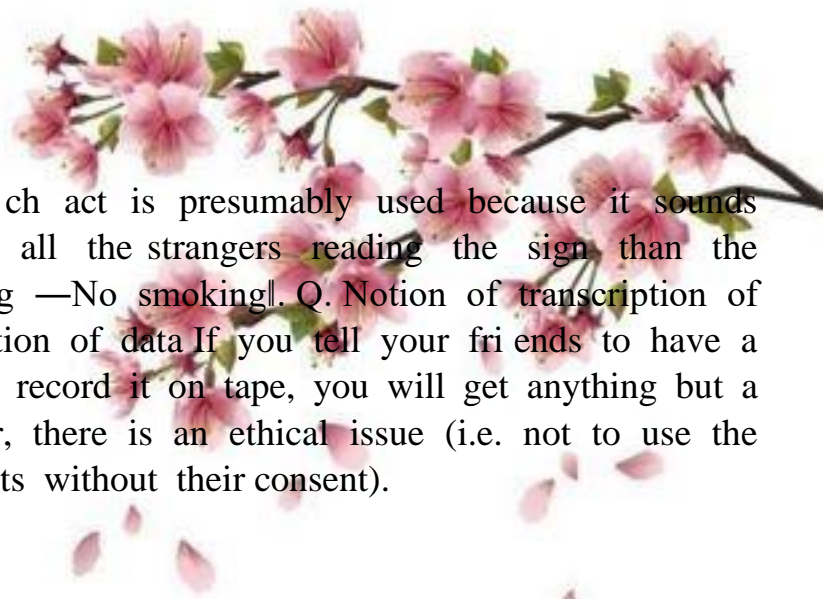 ch act is presumably used because it sounds
all the strangers reading the sign than the
g ―No smoking‖. Q. Notion of transcription of
tion of data If you tell your fri ends to have a
record it on tape, you will get anything but a
r, there is an ethical issue (i.e. not to use the
ts without their consent).